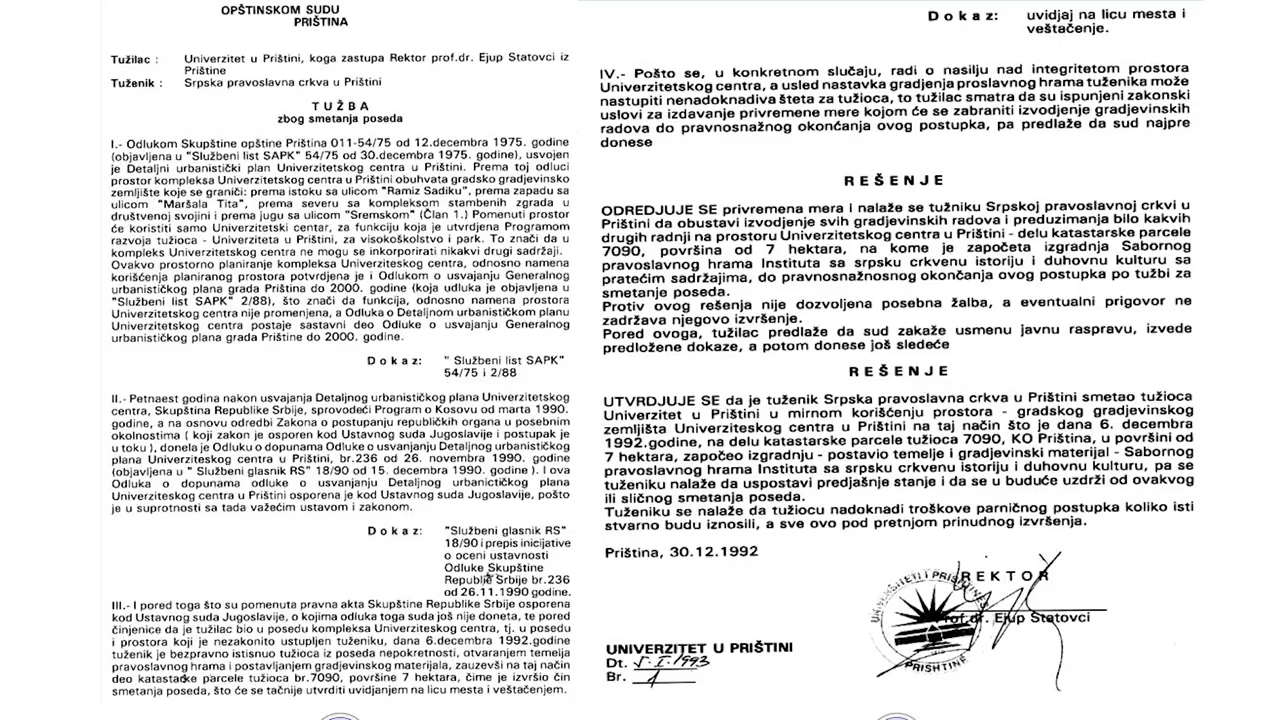 OPŠTINSKOM SUDU
PRIŠTINA
Tužilac : Univerzitet u Prištini, koga zastupa Rektor prof.dr. Ejup Statovci iz
Prištine
Tuženik : Srpska pravoslavna crkva u Prištini
T U Ž B A
zbog smetanja poseda
I.- Odlukom Skupštine opštine Priština 011-54/75 od 12.decembra 1975. godine
(objavljena u "Službeni list SAPK" 54/75 od 30.decembra 1975. godine), usvojen
je Detaljni urbanistički plan Univerzitetskog centra u Prištini. Prema toj odluci
prostor kompleksa Univerzitetskog centra u Prištini obuhvata gradsko gradjevinsko
zemljište koje se graniči: prema istoku sa ulicom "Ramiz Sadiku", prema zapadu sa
ulicom "Maršala Tita", prema severu sa kompleksom stambenih zgrada u
društvenoj svojini i prema jugu sa ulicom "Sremskom" (Član 1.) Pomenuti prostor
će koristiti samo Univerzitetski centar, za funkciju koja je utvrdjena Programom
razvoja tužioca - Univerziteta u Prištini, za visokoškolstvo i park. To znači da u
kompleks Univerzitetskog centra ne mogu se inkorporirati nikakvi drugi sadržaji.
Ovakvo prostorno planiranje kompleksa Univerziteskog centra, odnosno namena
korišćenja planiranog prostora potvrdjena je i Odlukom o usvajanju Generalnog
urbanističkog plana grada Priština do 2000. godine (koja udluka je objavljena u
"Službeni list SAPK" 2/88), što znači da funkcija, odnosno namena prostora
Univerzitetskog centra nije promenjena, a Odluka o Detaljnom urbanističkom planu
Univerzitetskog centra postaje sastavni deo Odluke o usvajanju Generalnog
urbanističkog plana grada Prištine do 2000. godine.
D o k a z: " Službeni list SAPK"
54/75 i 2/88
II.- Petnaest godina nakon usvajanja Detaljnog urbanističkog plana Univerzitetskog
centra, Skupština Republike Srbije, sprovodeći Program o Kosovu od marta 1990.
godine, a na osnovu odredbi Zakona o postupanju republičkih organa u posebnim
okolnostima ( koji zakon je osporen kod Ustavnog suda Jugoslavije i postupak je
u toku ), donela je Odluku o dopunama Odluke o usvanjanju Detaljnog urbanističkog
plana Univerziteskog centra u Prištini, br.236 od 26. novembra 1990. godine
(objavljena u " Službeni glasnik RS" 18/90 od 15. decembra 1990. godine ). I ova
Odluka o dopunama odluke o usvanjanju Detaljnog urbanictičkog plana
Univerziteskog centra u Prištini osporena je kod Ustavnog suda Jugoslavije, pošto
je u suprotnosti sa tada važećim ustavom i zakonom.
D o k a z: "Službeni glasnik RS"
18/90 i prepis inicijative
o oceni ustavnosti
Odluke Skupštine
Republike Srbije br.236
od 26.11.1990 godine.
III.- I pored toga što su pomenuta pravna akta Skupštine Republike Srbije osporena
kod Ustavnog suda Jugoslavije, o kojima odluka toga suda još nije doneta, te pored
činjenice da je tužilac bio u posedu kompleksa Univerziteskog centra, tj. u posedu
i prostora koji je nezakonito ustupljen tuženiku, dana 6.decembra 1992.godine
tuženik je bezpravno istisnuo tužioca iz poseda nepokretnosti, otvaranjem temelja
pravoslavnog hrama i postavljanjem gradjevinskog materijala, zauzevši na taj način
deo katastarske parcele tužioca br.7090, površine 7 hektara, čime je izvršio čin
smetanja poseda, što će se tačnije utvrditi uvidjanjem na licu mesta i veštačenjem.
D o k a z: uvidjaj na licu mesta i
veštačenje.
IV.- Pošto se, u konkretnom slučaju, radi o nasilju nad integritetom prostora
Univerzitetskog centra, a usled nastavka gradjenja proslavnog hrama tuženika može
nastupiti nenadoknadiva šteta za tužioca, to tužilac smatra da su ispunjeni zakonski
uslovi za izdavanje privremene mere kojom će se zabraniti izvodjenje gradjevinskih
radova do pravnosnažnog okonćanja ovog postupka, pa predlaže da sud najpre
donese
R E Š E N J E
ODREDJUJE SE privremena mera i nalaže se tužniku Srpskoj pravoslavnoj crkvi u
Prištini da obustavi izvodjenje svih gradjevinskih radova i preduzimanja bilo kakvih
drugih radnji na prostoru Univerzitetskog centra u Prištini - delu katastarske parcele
7090, površina od 7 hektara, na kome je započeta izgradnja Sabornog
pravoslavnog hrama Instituta sa srpsku crkvenu istoriju i duhovnu kulturu sa
pratećim sadržajima, do pravnosnažnosnog okonćanja ovog postupka po tužbi za
smetanje poseda.
Protiv ovog rešenja nije dozvoljena posebna žalba, a eventualni prigovor ne
zadržava njegovo izvršenje.
Pored ovoga, tužilac predlaže da sud zakaže usmenu javnu raspravu, izvede
predložene dokaze, a potom donese još sledeće
R E Š E N J E
UTVRDJUJE SE da je tuženik Srpska pravoslavna crkva u Prištini smetao tužioca
Univerzitet u Prištini u mirnom korišćenju prostora - gradskog gradjevinskog
zemljišta Univerzitetskog centra u Prištini na taj način što je dana 6. decembra
1992.godine, na delu katastarske parcele tužioca 7090, KO Priština, u površini od
7 hektara, započeo izgradnju - postavio temelje i gradjevinski materijal - Sabornog
pravoslavnog hrama Instituta sa srpsku crkvenu istoriju i duhovnu kulturu, pa se
tuženiku nalaže da uspostavi predjašnje stanje i da se u buduće uzdrži od ovakvog
ili sličnog smetanja poseda.
Tuženiku se nalaže da tužiocu nadoknadi troškove parničnog postupka koliko isti
stvarno budu iznosili, a sve ovo pod pretnjom prinudnog izvršenja.
Priština, 30.12.1992
R E K T O R
Prof.dr. Ejup Statovci
UNIVERSITETI I PRISHTINËS
PRISHTINË
UNIVERZITET U PRIŠTINI
Dt. 5.I.1993
Br. 1